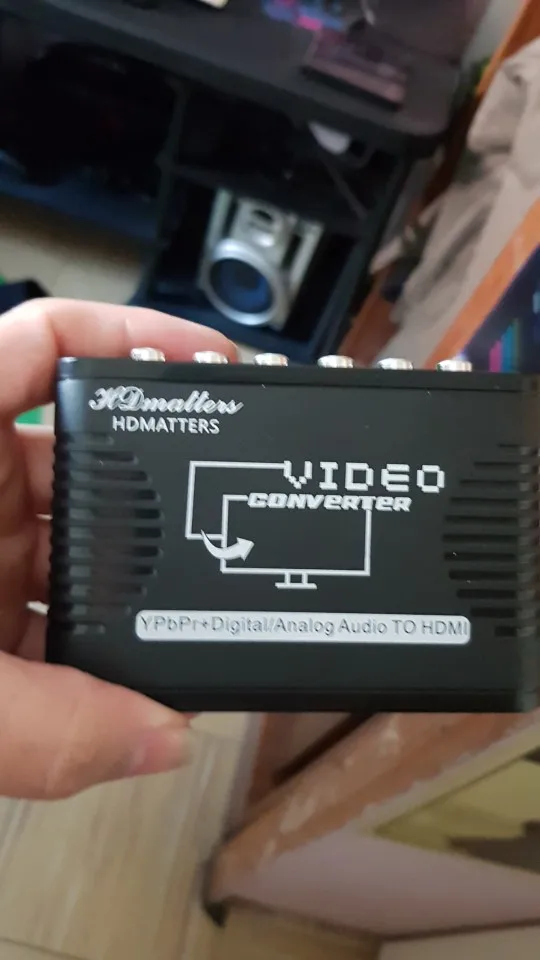 HDmatters
HDMATTERS
VIDEO
CONVERTER
YPbPr+Digital/Analog Audio TO HDMI